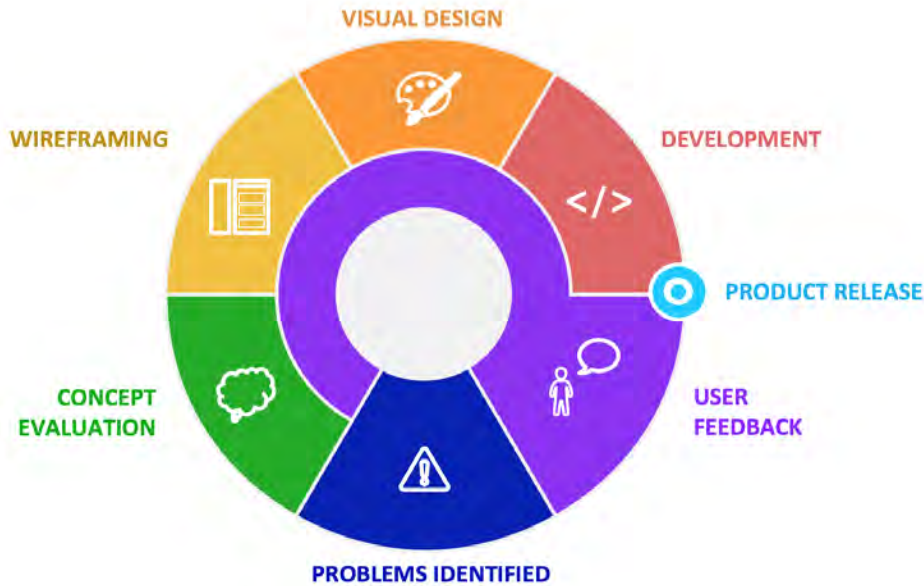 VISUAL DESIGN
WIREFRAMING
DEVELOPMENT
</>
PRODUCT RELEASE
CONCEPT
EVALUATION
USER
FEEDBACK
PROBLEMS IDENTIFIED